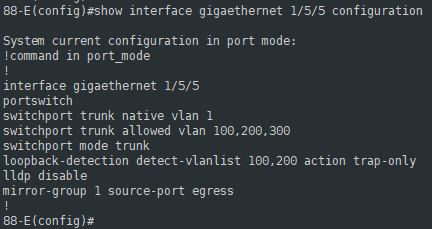 88-E(config)#show interface gigaethernet 1/5/5 configuration
System current configuration in port mode:
!command in port_mode
!
interface gigaethernet 1/5/5
portswitch
switchport trunk native vlan 1
switchport trunk allowed vlan 100,200,300
switchport mode trunk
loopback-detection detect-vlanlist 100,200 action trap-only
lldp disable
mirror-group 1 source-port egress
!
88-E(config)#